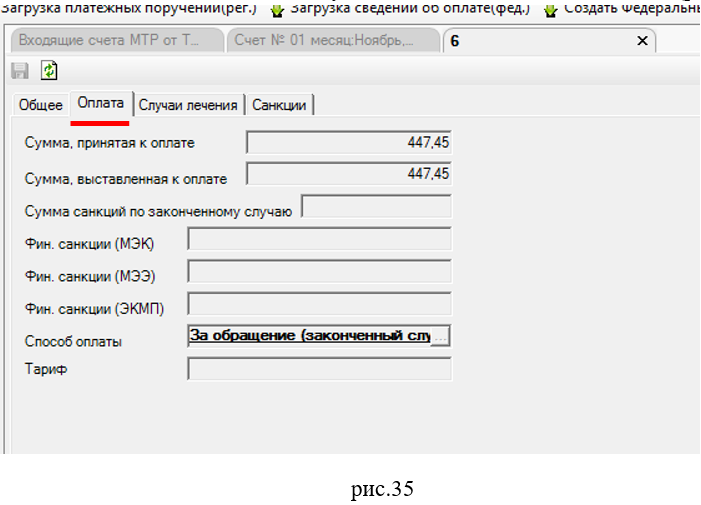 Загрузка платежных поручений(рег.) Загрузка сведений об оплате(фед.) Создать Федеральн
Входящие счета МТР от Т... Счет № 01 месяц:Ноябрь,... 6
Общее Оплата Случаи лечения Санкции
Сумма, принятая к оплате 447,45
Сумма, выставленная к оплате 447,45
Сумма санкций по законченному случаю
Фин. санкции (МЭК)
Фин. санкции (МЭЭ)
Фин. санкции (ЭКМП)
Способ оплаты За обращение (законченный слу ...
Тариф
рис.35